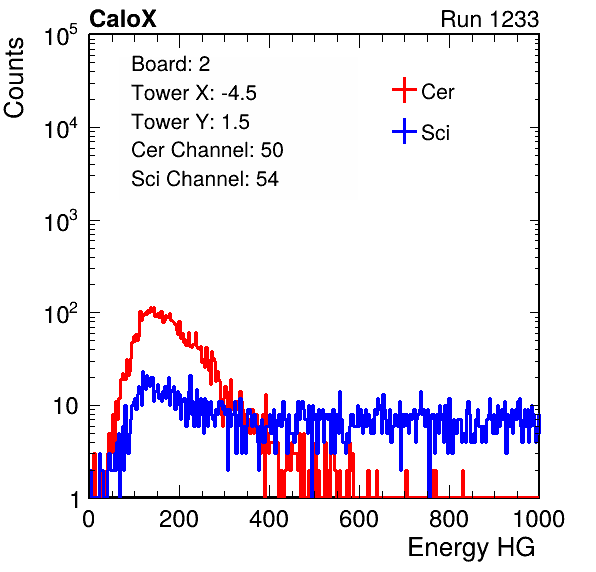 CaloX Run 1233
Counts
10^5
10^4
10^3
10^2
10
1
Board: 2
Tower X: -4.5
Tower Y: 1.5
Cer Channel: 50
Sci Channel: 54
Cer
Sci
0 200 400 600 800 1000
Energy HG